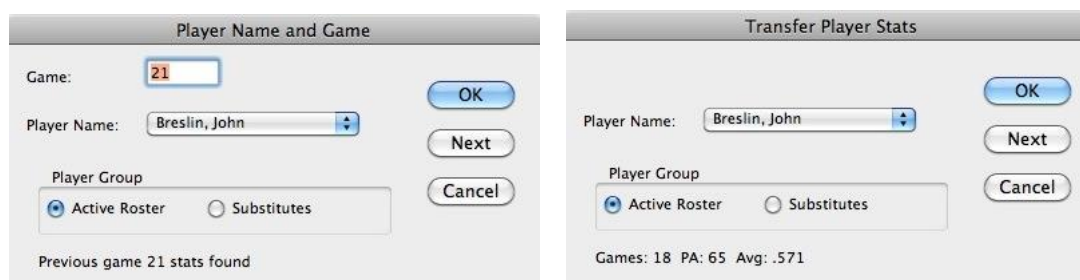 Player Name and Game
Game: 21
OK
Player Name: Breslin, John
Next
Player Group
Cancel
Active Roster Substitutes
Previous game 21 stats found
Transfer Player Stats
OK
Player Name: Breslin, John
Next
Player Group
Cancel
Active Roster Substitutes
Games: 18 PA: 65 Avg: .571